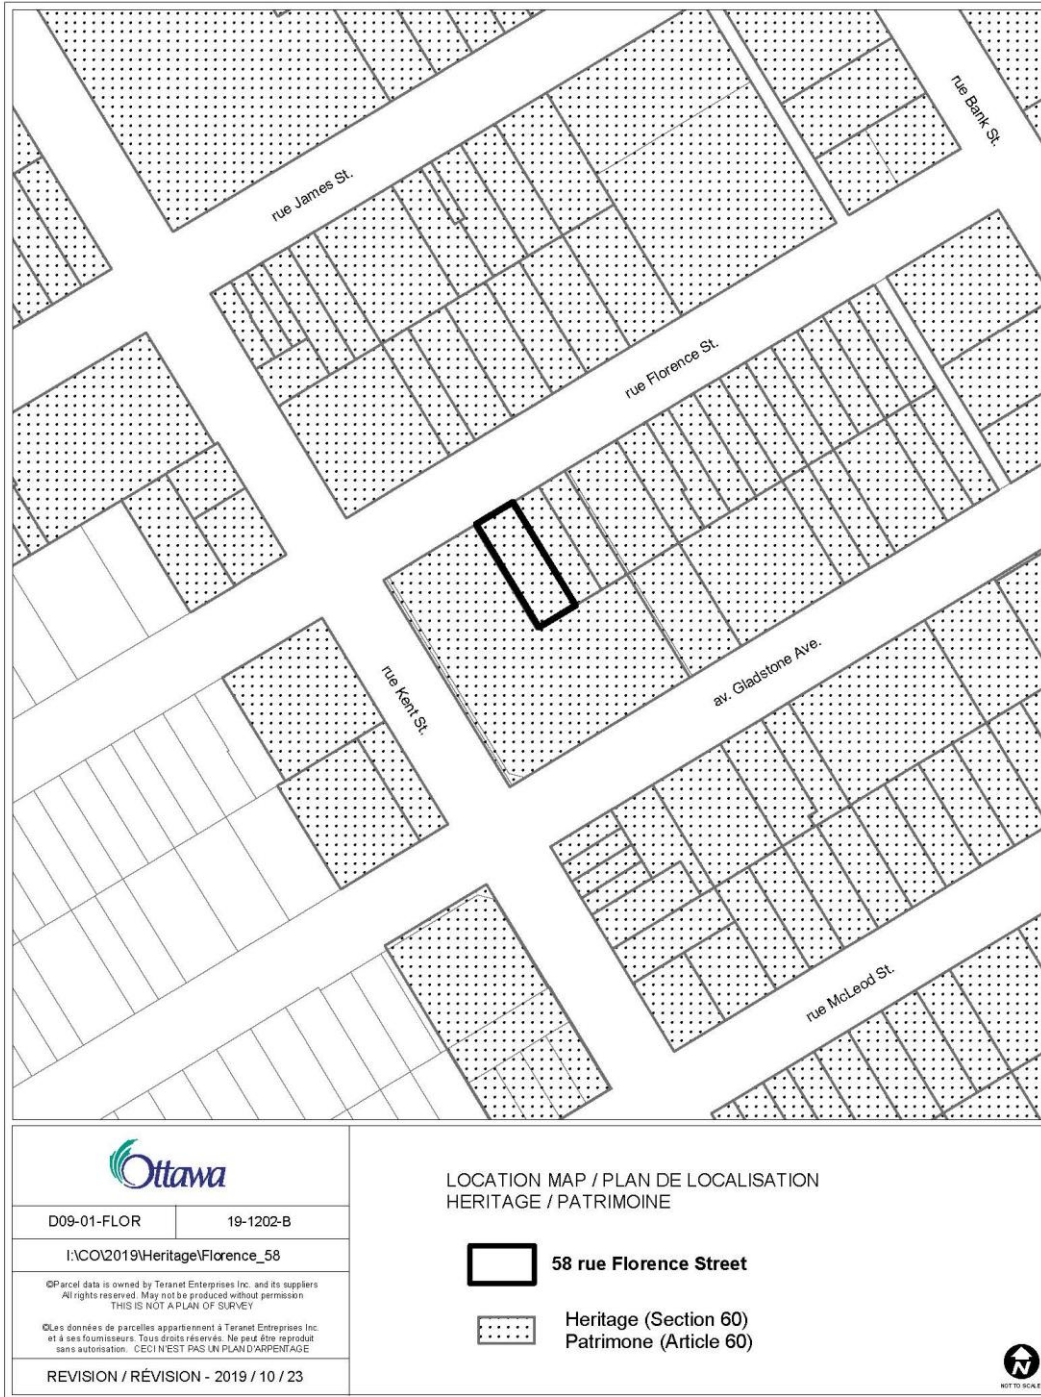 rue Bank St.
rue James St.
rue Florence St.
rue Kent St.
av. Gladstone Ave.
rue McLeod St.
Ottawa
D09-01-FLOR
19-1202-B
I:\CO\2019\Heritage\Florence_58
©Parcel data is owned by Teranet Enterprises Inc. and its suppliers
All rights reserved. May not be produced without permission
THIS IS NOT A PLAN OF SURVEY
©Les données de parcelles appartiennent à Teranet Entreprises Inc.
et à ses fournisseurs. Tous droits réservés. Ne peut être reproduit
sans autorisation. CECI N'EST PAS UN PLAN D'ARPENTAGE
REVISION / RÉVISION - 2019 / 10 / 23
LOCATION MAP / PLAN DE LOCALISATION
HERITAGE / PATRIMOINE
58 rue Florence Street
Heritage (Section 60)
Patrimone (Article 60)
N
NOT TO SCALE